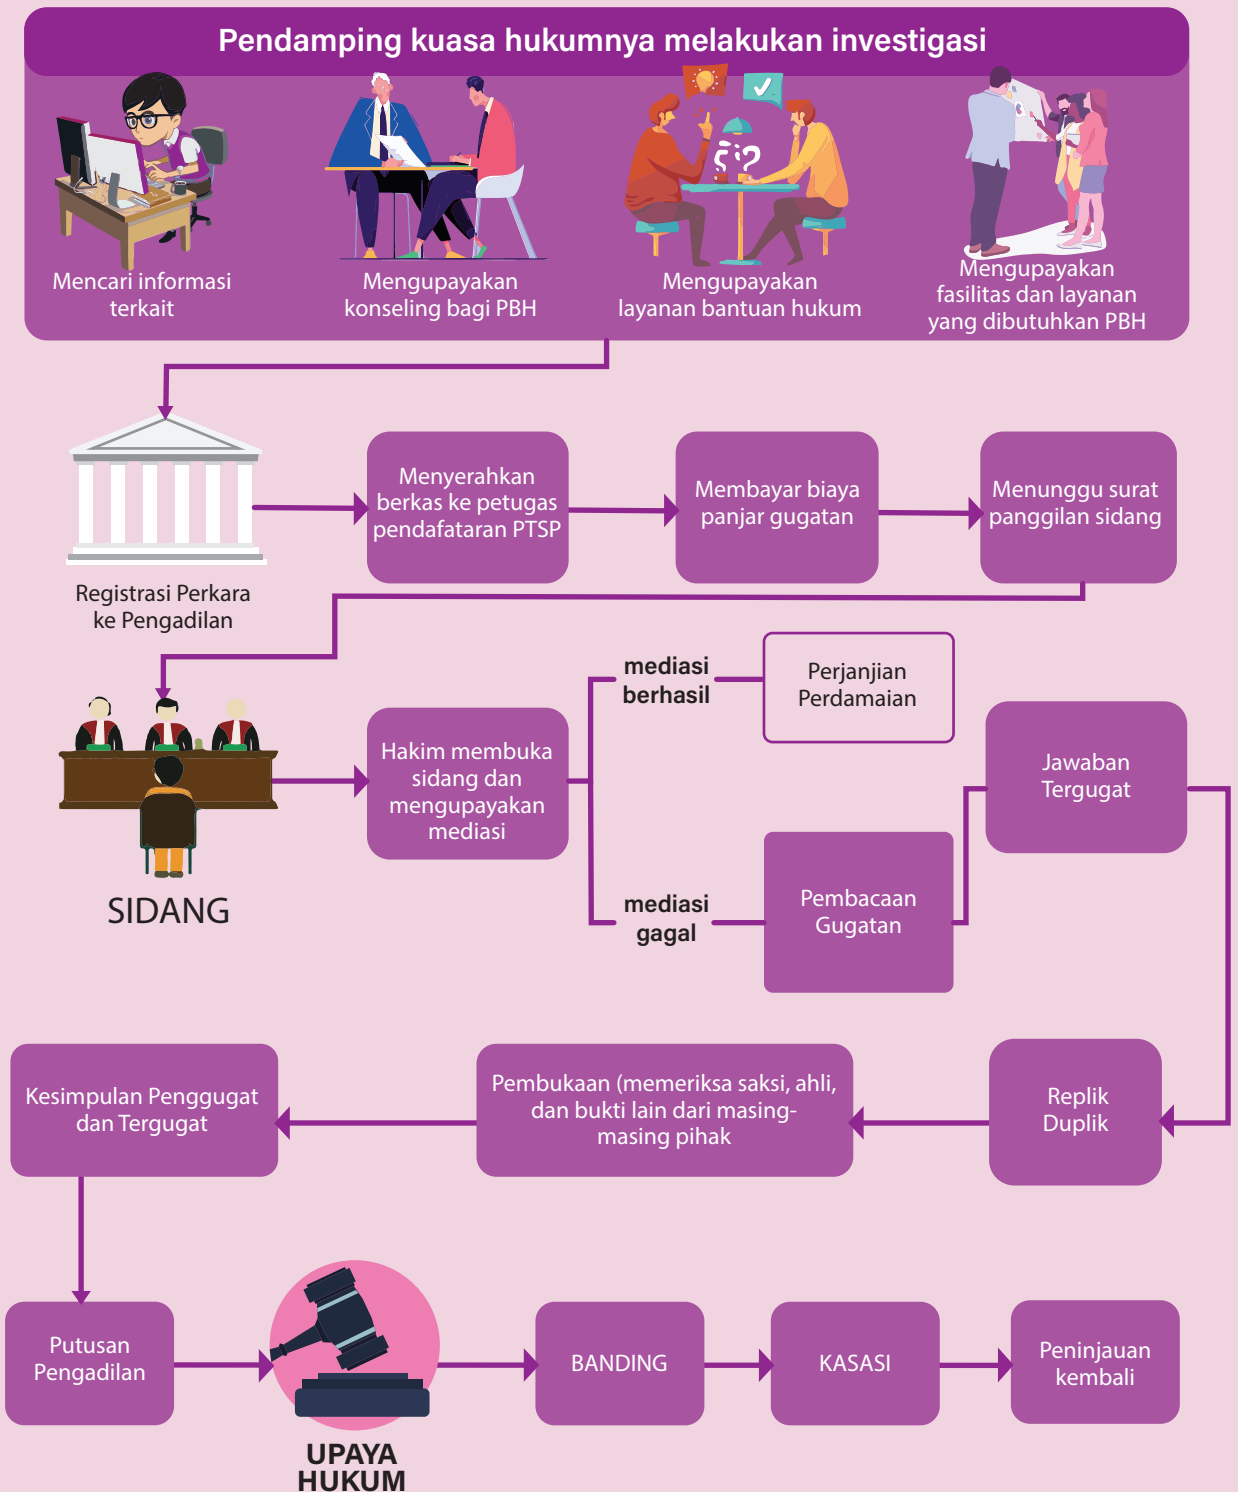 Pendamping kuasa hukumnya melakukan investigasi
Mencari informasi
terkait
Mengupayakan
konseling bagi PBH
Mengupayakan
layanan bantuan hukum
Mengupayakan
fasilitas dan layanan
yang dibutuhkan PBH
Registrasi Perkara
ke Pengadilan
Menyerahkan
berkas ke petugas
pendafataran PTSP
Membayar biaya
panjar gugatan
Menunggu surat
panggilan sidang
SIDANG
Hakim membuka
sidang dan
mengupayakan
mediasi
mediasi
berhasil
Perjanjian
Perdamaian
mediasi
gagal
Pembacaan
Gugatan
Jawaban
Tergugat
Replik
Duplik
Pembukaan (memeriksa saksi, ahli,
dan bukti lain dari masing-
masing pihak
Kesimpulan Penggugat
dan Tergugat
Putusan
Pengadilan
UPAYA
HUKUM
BANDING
KASASI
Peninjauan
kembali